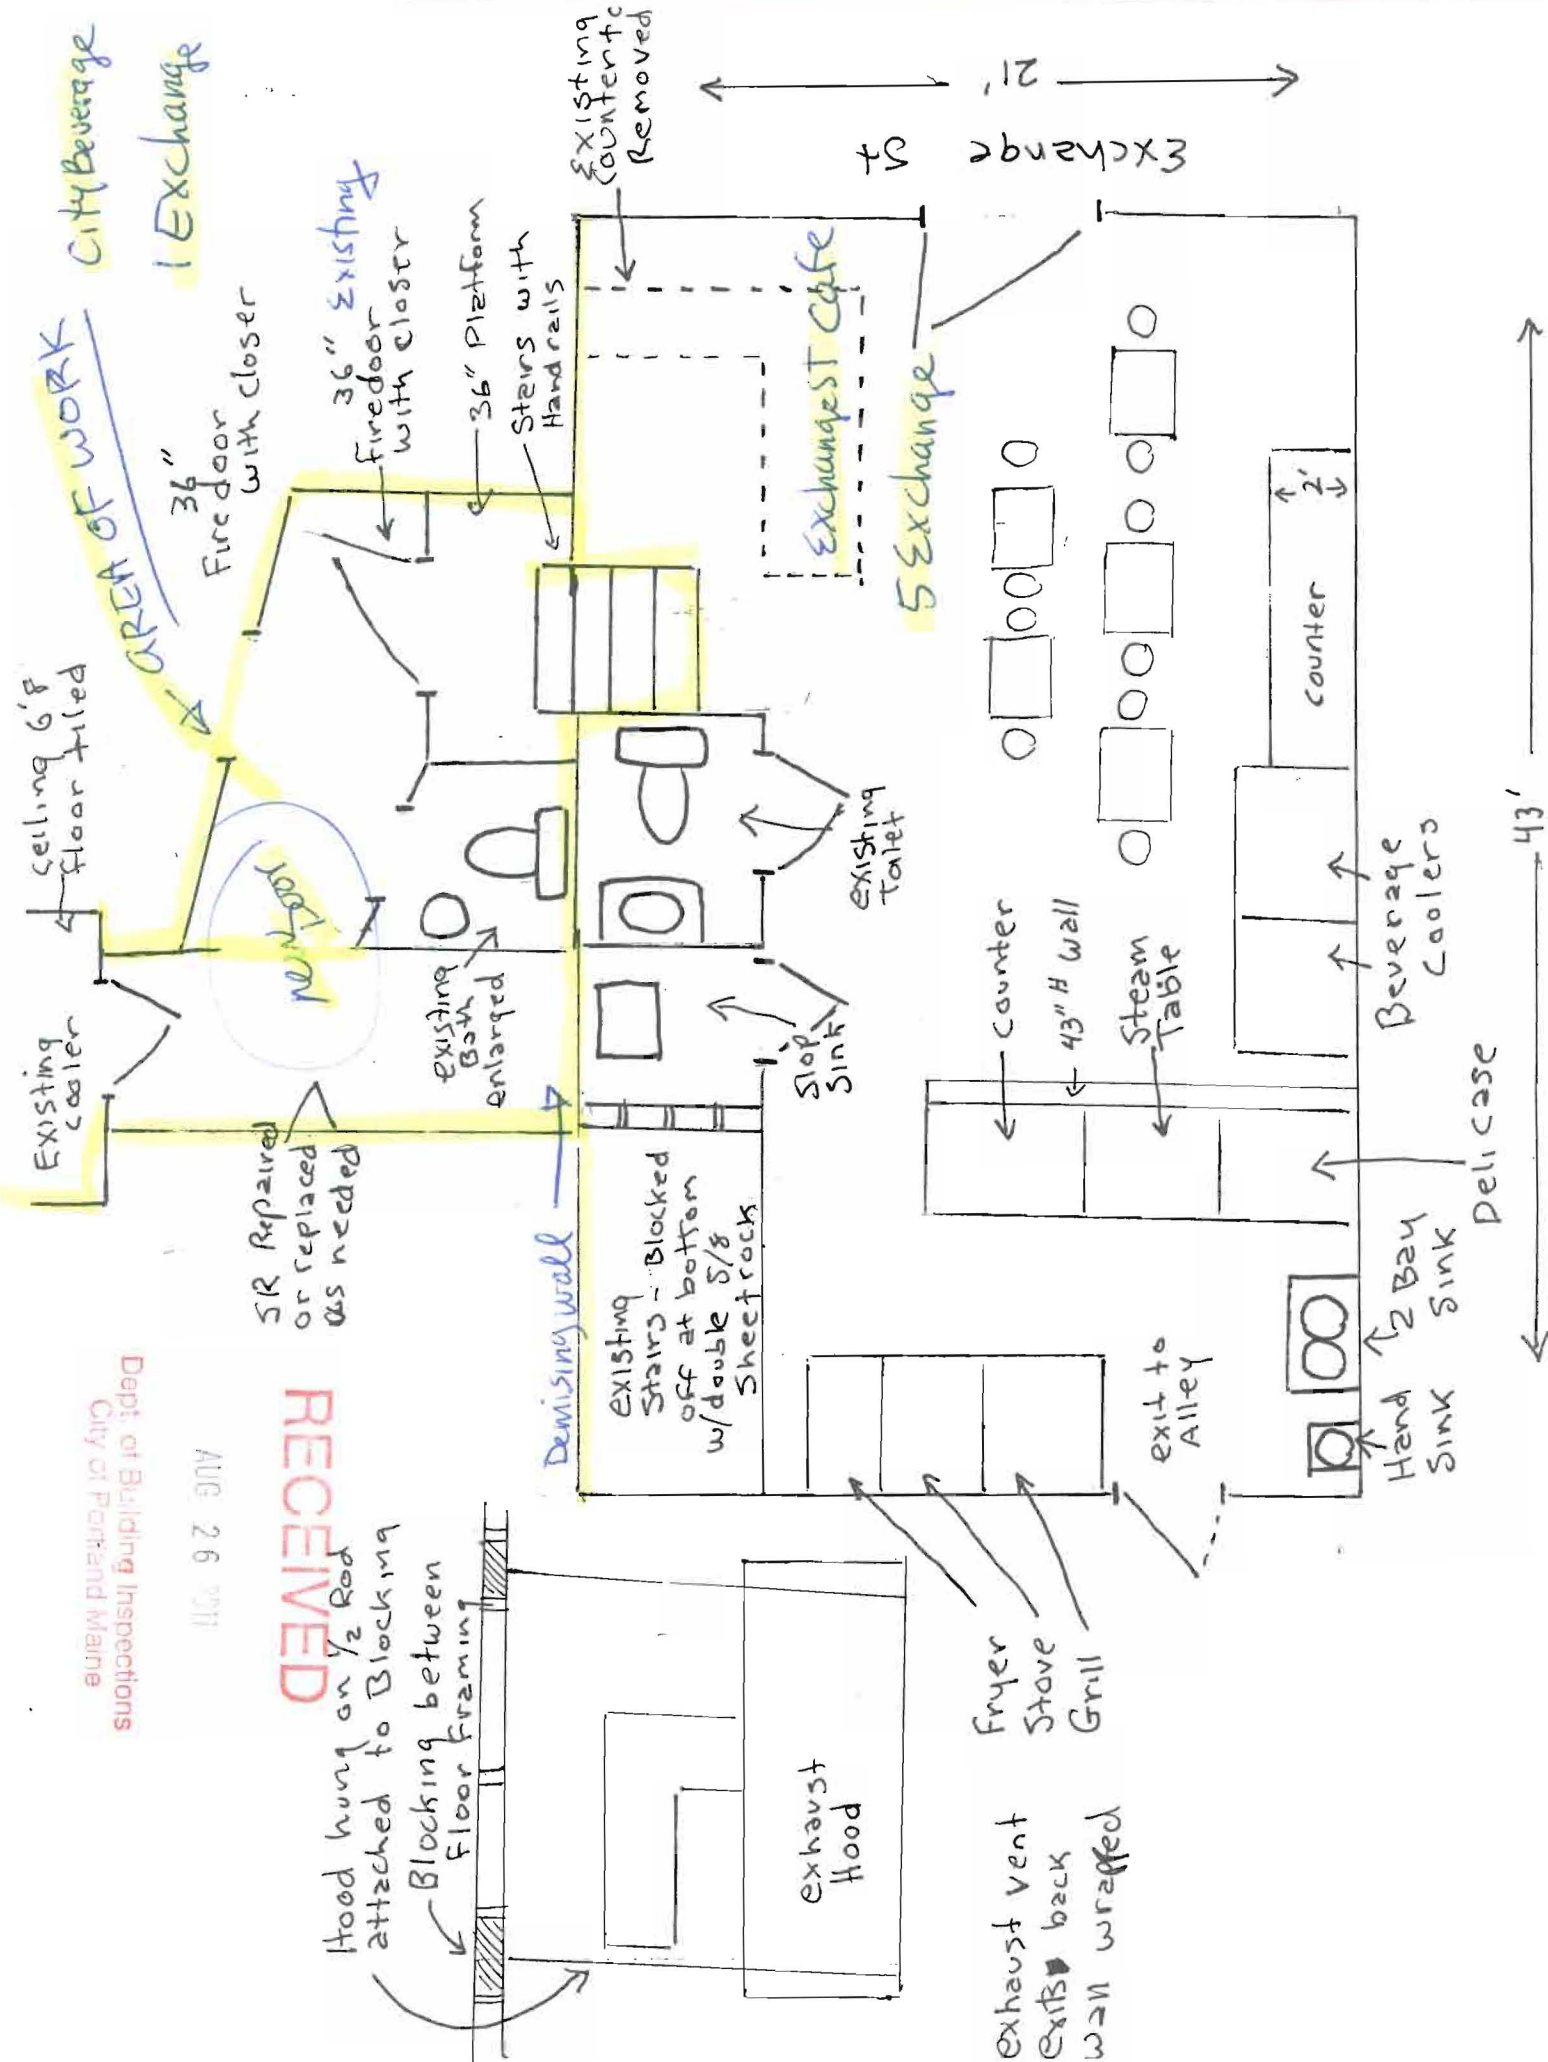 City Beverage
1 Exchange
AREA OF WORK
Ceiling 6'8
floor tiled
Existing
cooler
36"
Firedoor
with closer
36" Existing
Firedoor
with closer
36" Platform
Stairs with
Handrails
Existing
Removed
new Door
SR Repaired
or replaced
as needed
existing
Bath
enlarged
Demising wall
existing
Stairs - Blocked
off at bottom
w/double 5/8
Sheetrock
Slop
Sink
existing
Exchange ST Cafe
5 Exchange
Exchange St
21'
43'
counter
2'
Beverage
Coolers
counter
43" H Wall
Steam
Table
Deli case
2 Bay
Sink
Hand
Sink
exit to
Alley
Fryer
Stove
Grill
Hood hung on 1/2 Rod
attached to Blocking
Blocking between
Floor Framing
exhaust
Hood
exhaust vent
exits back
wall wrapped
RECEIVED
AUG 26
Dept. of Building Inspections
City of Portland Maine